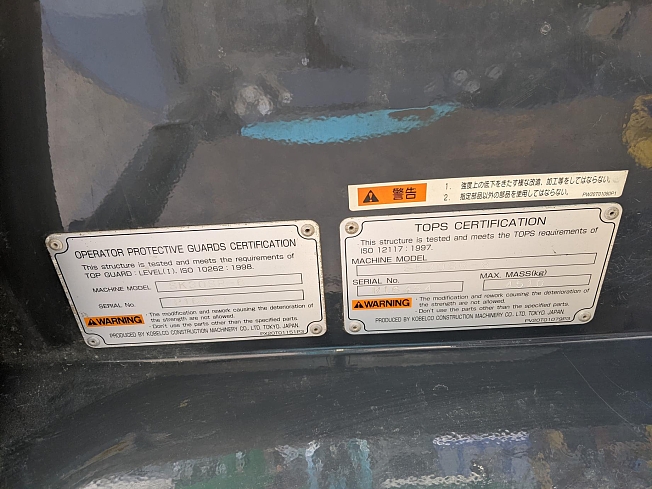 警告
1. 強度上の低下をきたす様な改造、加工等をしてはならない。
2. 指定部品以外の部品を使用してはならない。
PW20T01090P1
OPERATOR PROTECTIVE GUARDS CERTIFICATION
This structure is tested and meets the requirements of
TOP GUARD : LEVEL(1), ISO 10262 : 1998.
MACHINE MODEL
SERIAL No.
WARNING
· The modification and rework causing the deterioration of
the strength are not allowed.
· Don't use the parts other than the specified parts.
PRODUCED BY KOBELCO CONSTRUCTION MACHINERY CO., LTD. TOKYO, JAPAN.
PX20T01151P3
TOPS CERTIFICATION
This structure is tested and meets the TOPS requirements of
ISO 12117 : 1997.
MACHINE MODEL
SERIAL No.
MAX. MASS(kg)
WARNING
· The modification and rework causing the deterioration of
the strength are not allowed.
· Don't use the parts other than the specified parts.
PRODUCED BY KOBELCO CONSTRUCTION MACHINERY CO., LTD. TOKYO, JAPAN.
PV20T01079P3